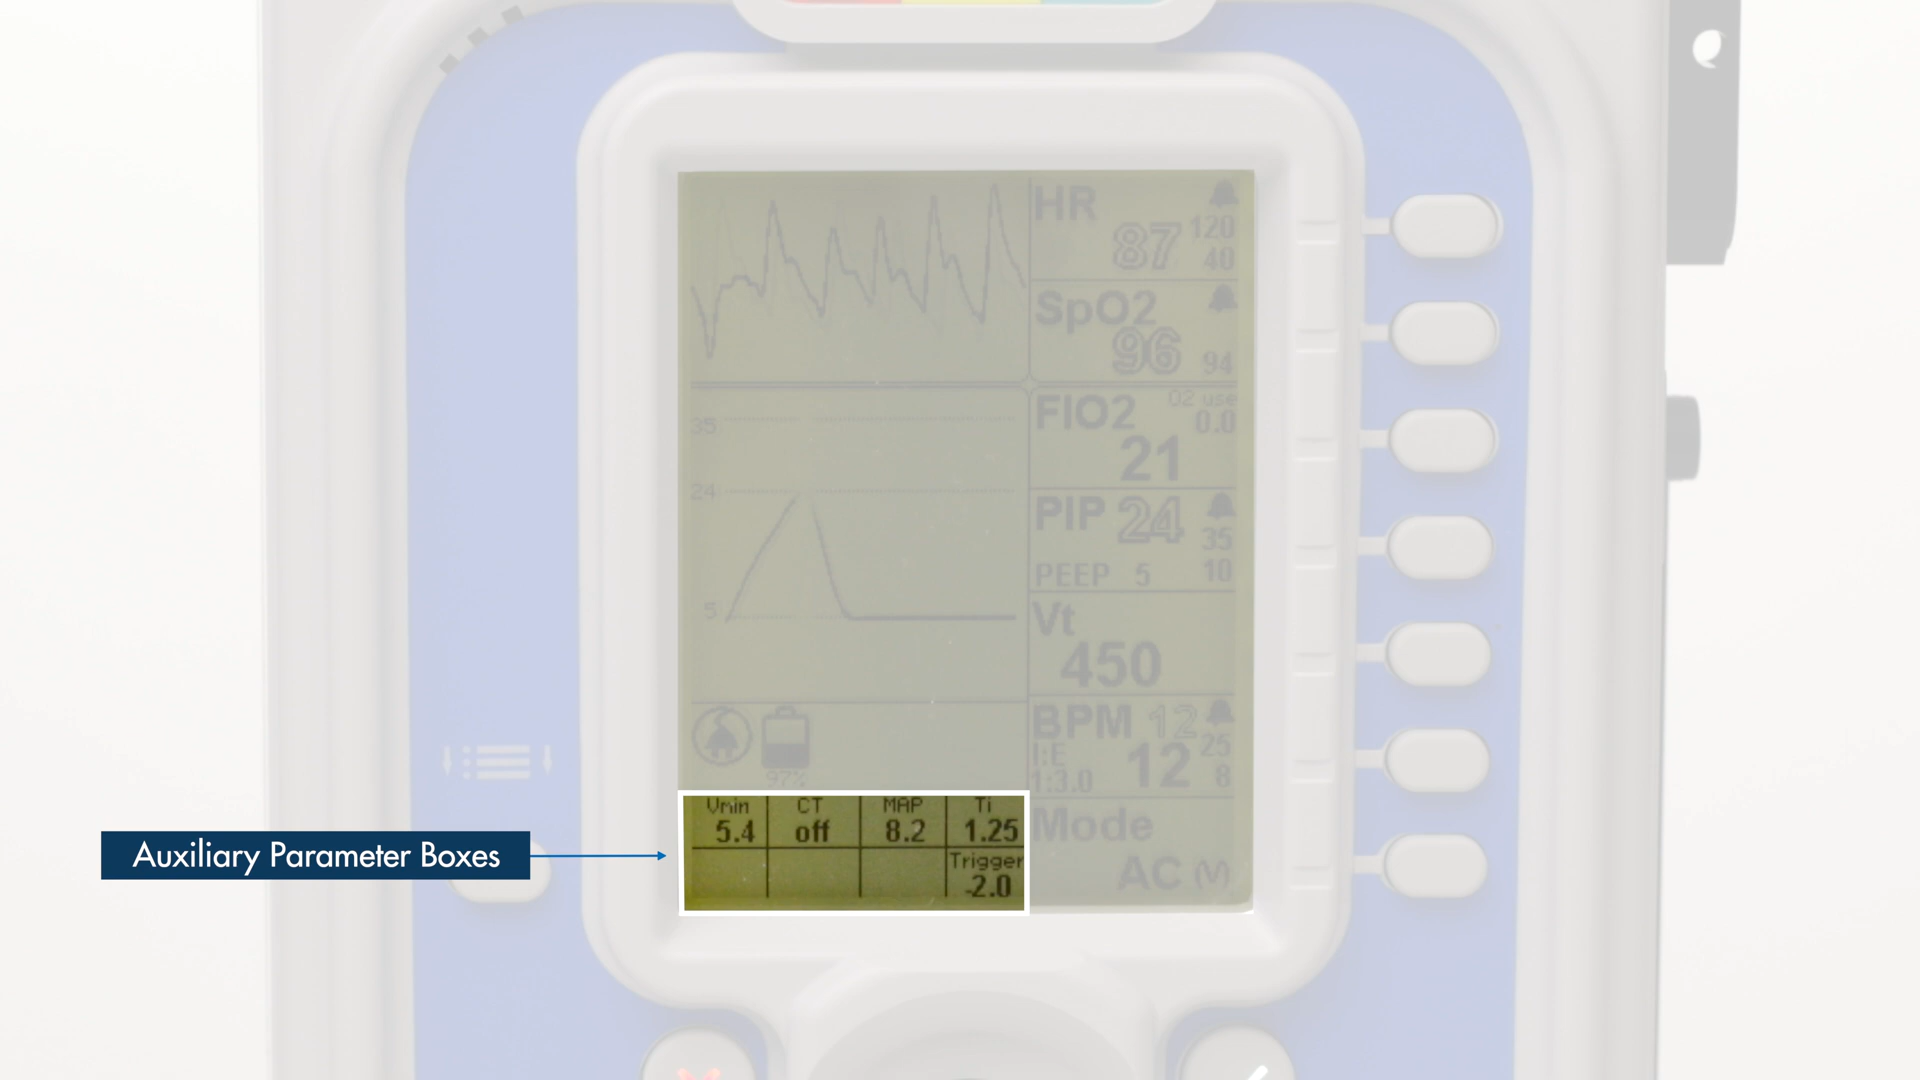 HR
120
87
40
SpO2
96
94
FIO2
O2 use
0.0
21
35
24
5
PIP 24
35
PEEP 5
10
Vt
450
BPM 12
25
I:E
12
1:3.0
8
97%
Vmin CT MAP Ti
5.4 off 8.2 1.25
Trigger
-2.0
Mode
AC (V)
Auxiliary Parameter Boxes